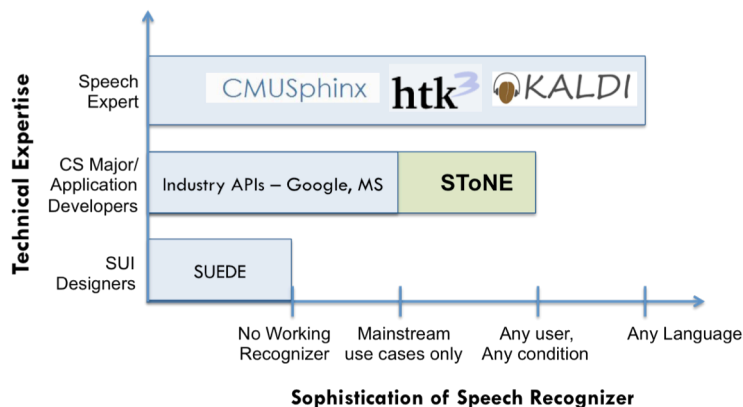 Technical Expertise
Speech
Expert
CMUSphinx
htk3
KALDI
CS Major/
Application
Developers
Industry APIs – Google, MS
SToNE
SUI
Designers
SUEDE
No Working
Recognizer
Mainstream
use cases only
Any user,
Any condition
Any Language
Sophistication of Speech Recognizer